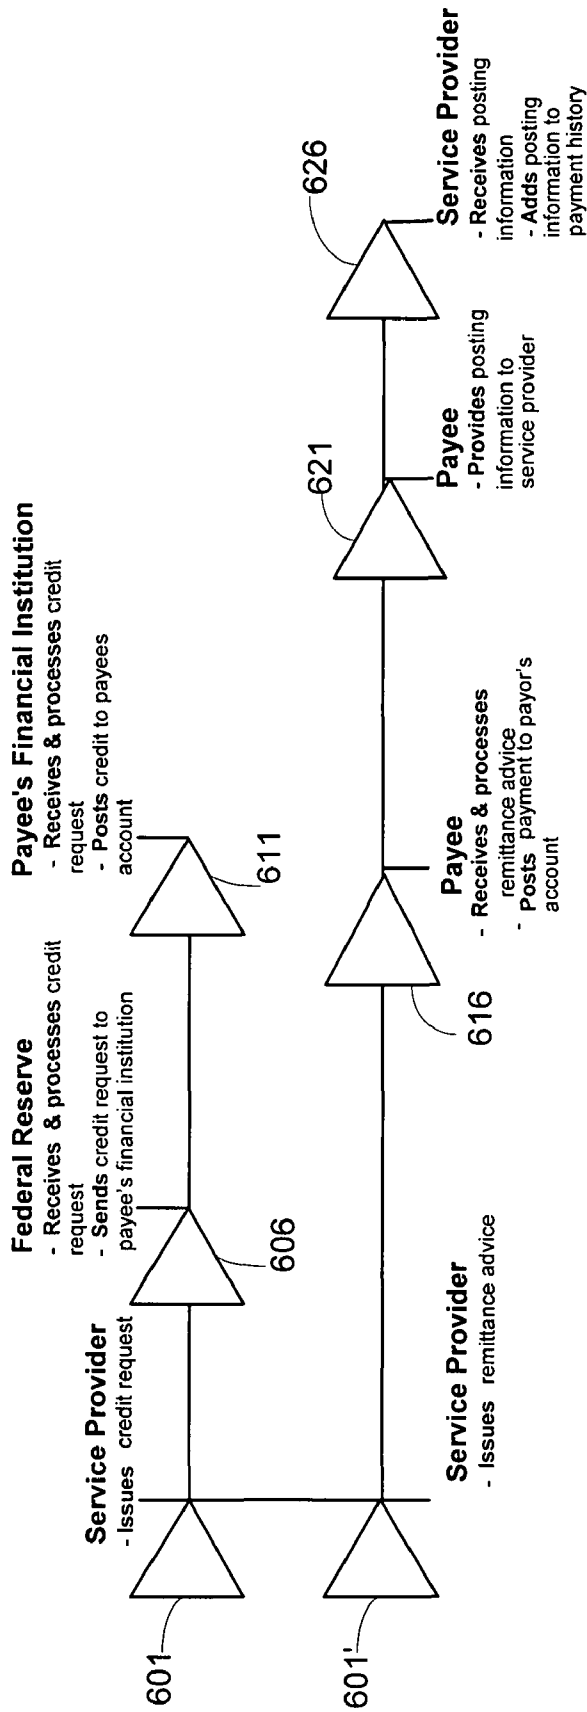 Service Provider
- Issues credit request
601
Federal Reserve
- Receives & processes credit
request
- Sends credit request to
payee's financial institution
606
Payee's Financial Institution
- Receives & processes credit
request
- Posts credit to payees
account
611
601'
Service Provider
- Issues remittance advice
616
Payee
- Receives & processes
remittance advice
- Posts payment to payor's
account
621
Payee
- Provides posting
information to
service provider
626
Service Provider
- Receives posting
information
- Adds posting
information to
payment history